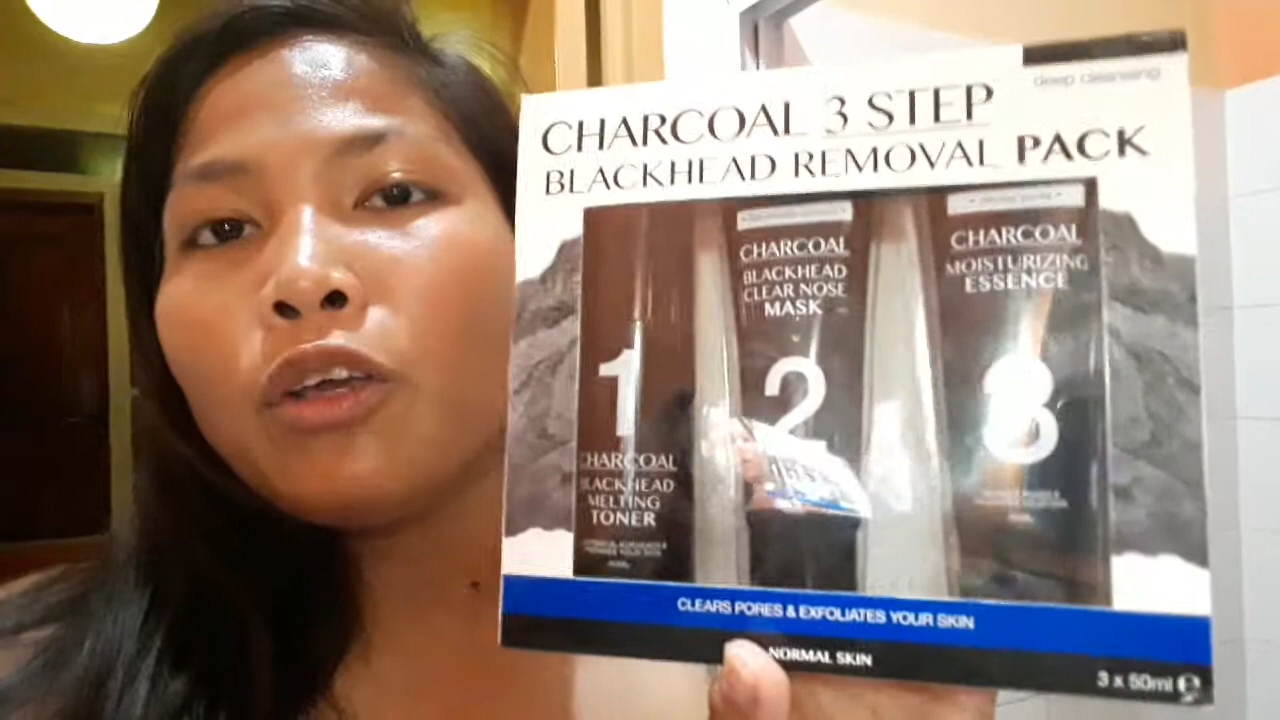 deep cleansing
CHARCOAL 3 STEP
BLACKHEAD REMOVAL PACK
1
CHARCOAL
BLACKHEAD
MELTING
TONER
CHARCOAL
BLACKHEAD
CLEAR NOSE
MASK
2
CHARCOAL
MOISTURIZING
ESSENCE
3
CLEARS PORES & EXFOLIATES YOUR SKIN
NORMAL SKIN
3 x 50ml